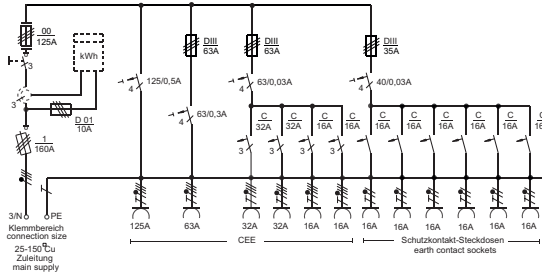 00
125A
DIII
63A
DIII
63A
DIII
35A
3
kWh
125/0,5A
4
63/0,03A
4
40/0,03A
4
3
63/0,3A
4
D 01
10A
C
32A
C
32A
C
16A
C
16A
C
16A
C
16A
C
16A
C
16A
C
16A
3
3
3
3
1
160A
3/N
PE
125A
63A
32A
32A
16A
16A
16A
16A
16A
16A
16A
16A
Klemmbereich
connection size
25-150 Cu
Zuleitung
main supply
CEE
Schutzkontakt-Steckdosen
earth contact sockets